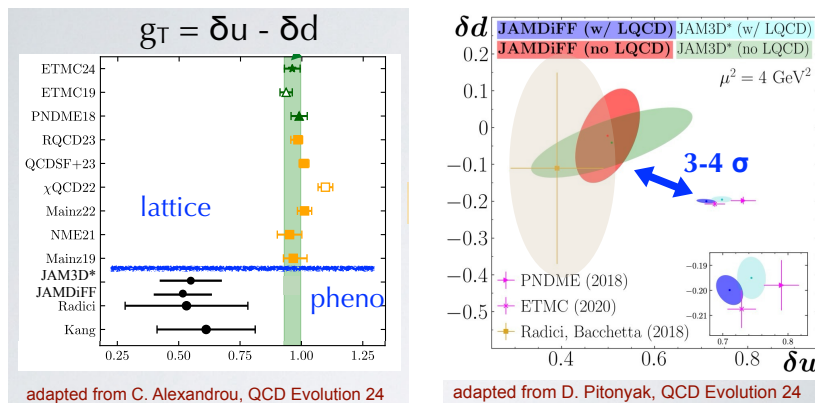 gT = δu - δd
ETMC24
ETMC19
PNDME18
RQCD23
QCDSF+23
χQCD22
Mainz22
NME21
Mainz19
JAM3D*
JAMDiFF
Radici
Kang
lattice
pheno
0.25 0.50 0.75 1.00 1.25
adapted from C. Alexandrou, QCD Evolution 24
δd
JAMDiFF (w/ LQCD) JAM3D* (w/ LQCD)
JAMDiFF (no LQCD) JAM3D* (no LQCD)
μ² = 4 GeV²
0.2
0.1
0
−0.1
−0.2
−0.3
−0.4
−0.5
3-4 σ
PNDME (2018)
ETMC (2020)
Radici, Bacchetta (2018)
−0.19
−0.20
−0.21
0.7 0.8
0.4 0.6 0.8
δu
adapted from D. Pitonyak, QCD Evolution 24